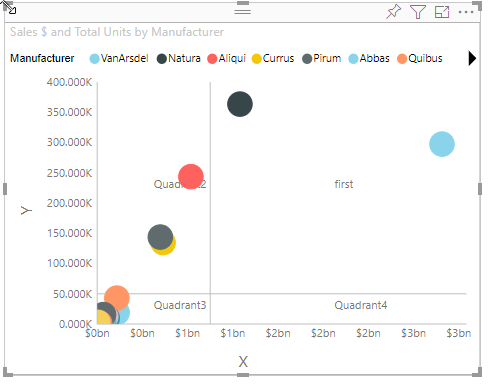 Sales $ and Total Units by Manufacturer
Manufacturer VanArsdel Natura Aliqui Currus Pirum Abbas Quibus
400.000K
350.000K
300.000K
250.000K
200.000K
150.000K
100.000K
50.000K
0.000K
Y
Quadrant2
first
Quadrant3
Quadrant4
$0bn $0bn $1bn $1bn $2bn $2bn $2bn $3bn $3bn
X